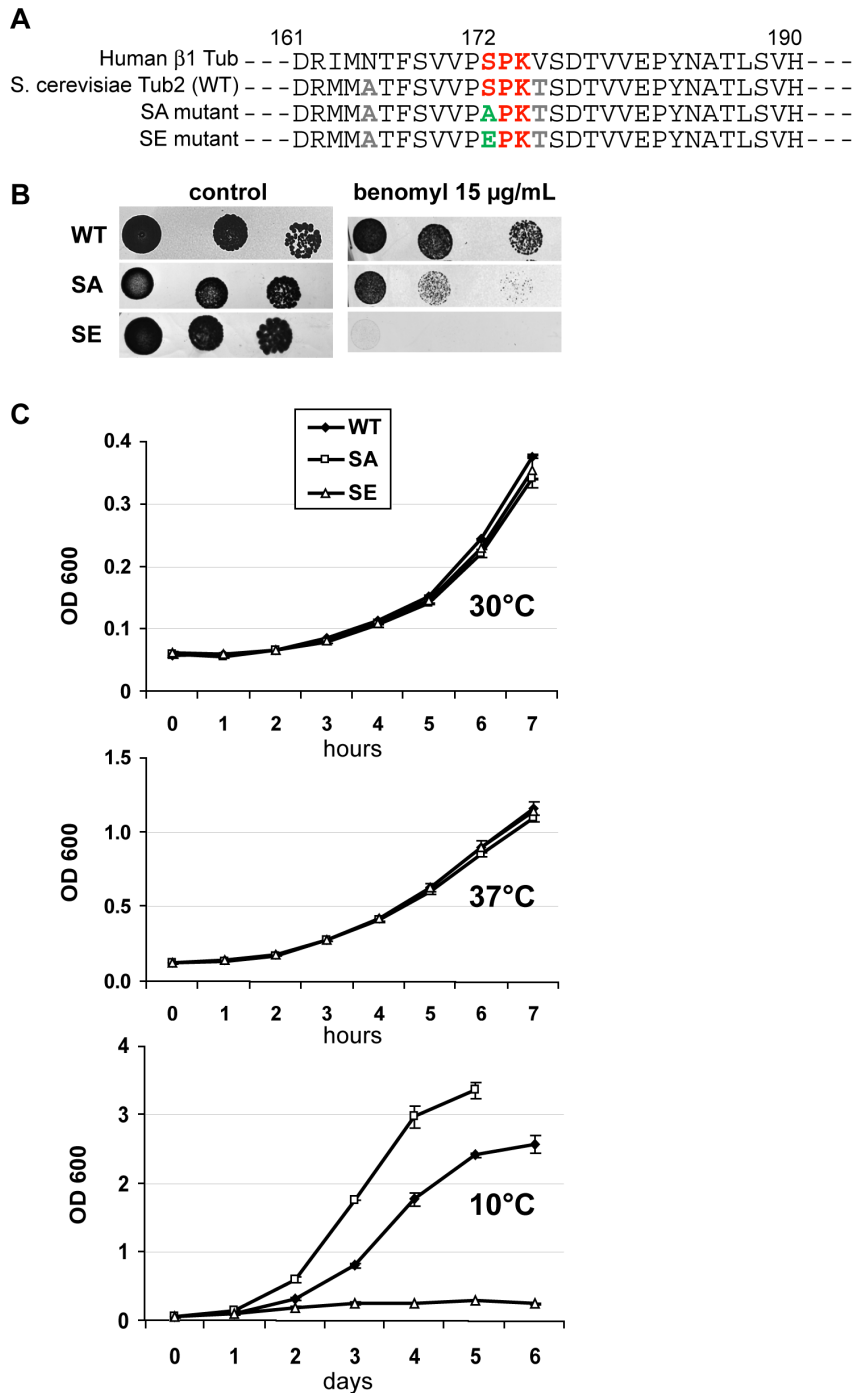 A
161 172 190
Human β1 Tub - - - DRIMNTFSVVPSPKVSDTVVEPYNATLSVH - - -
S. cerevisiae Tub2 (WT) - - - DRMMATFSVVPSPKTSDTVVEPYNATLSVH - - -
SA mutant - - - DRMMATFSVVPAPKTSDTVVEPYNATLSVH - - -
SE mutant - - - DRMMATFSVVPEPKTSDTVVEPYNATLSVH - - -
B
control benomyl 15 µg/mL
WT
SA
SE
C
WT
SA
SE
0.4
0.3
0.2
0.1
0
OD 600
30°C
0 1 2 3 4 5 6 7
hours
1.5
1.0
0.5
0.0
OD 600
37°C
0 1 2 3 4 5 6 7
hours
4
3
2
1
0
OD 600
10°C
0 1 2 3 4 5 6
days